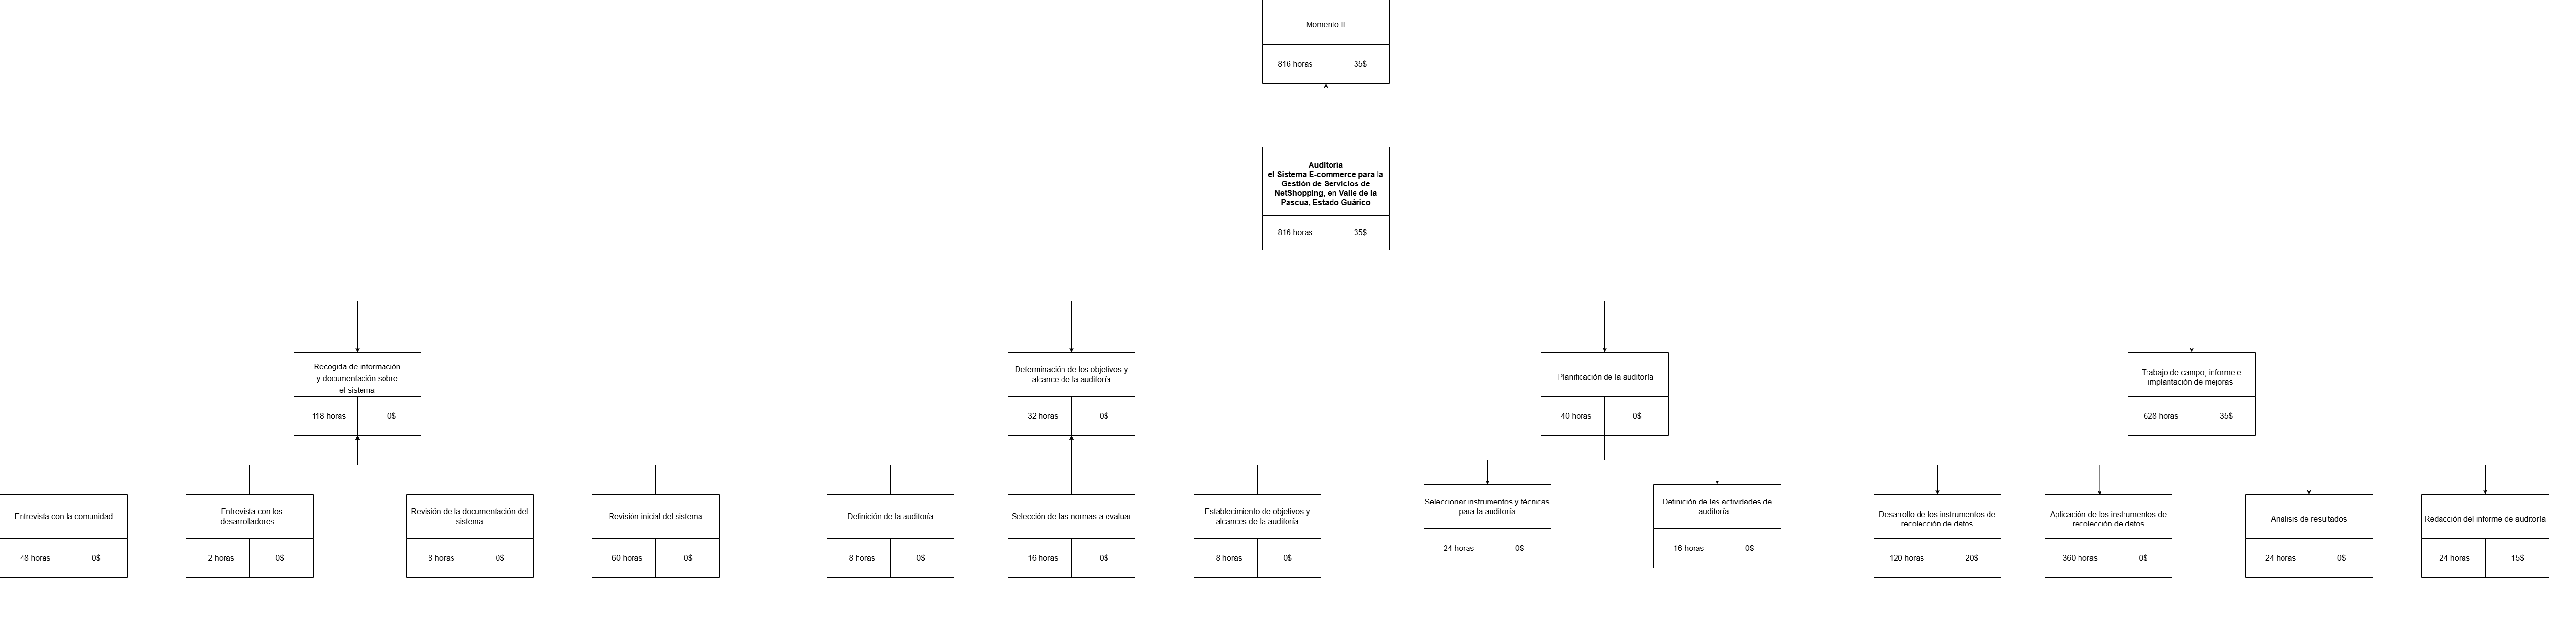 Momento II
816 horas
35$
Auditoría
el Sistema E-commerce para la
Gestión de Servicios de
NetShopping, en Valle de la
Pascua, Estado Guárico
816 horas
35$
Recogida de información
y documentación sobre
el sistema
118 horas
0$
Determinación de los objetivos y
alcance de la auditoría
32 horas
0$
Planificación de la auditoría
40 horas
0$
Trabajo de campo, informe e
implantación de mejoras
628 horas
35$
Entrevista con la comunidad
48 horas
0$
Entrevista con los
desarrolladores
2 horas
0$
Revisión de la documentación del
sistema
8 horas
0$
Revisión inicial del sistema
60 horas
0$
Definición de la auditoría
8 horas
0$
Selección de las normas a evaluar
16 horas
0$
Establecimiento de objetivos y
alcances de la auditoría
8 horas
0$
Seleccionar instrumentos y técnicas
para la auditoría
24 horas
0$
Definición de las actividades de
auditoría.
16 horas
0$
Desarrollo de los instrumentos de
recolección de datos
120 horas
20$
Aplicación de los instrumentos de
recolección de datos
360 horas
0$
Analisis de resultados
24 horas
0$
Redacción del informe de auditoría
24 horas
15$